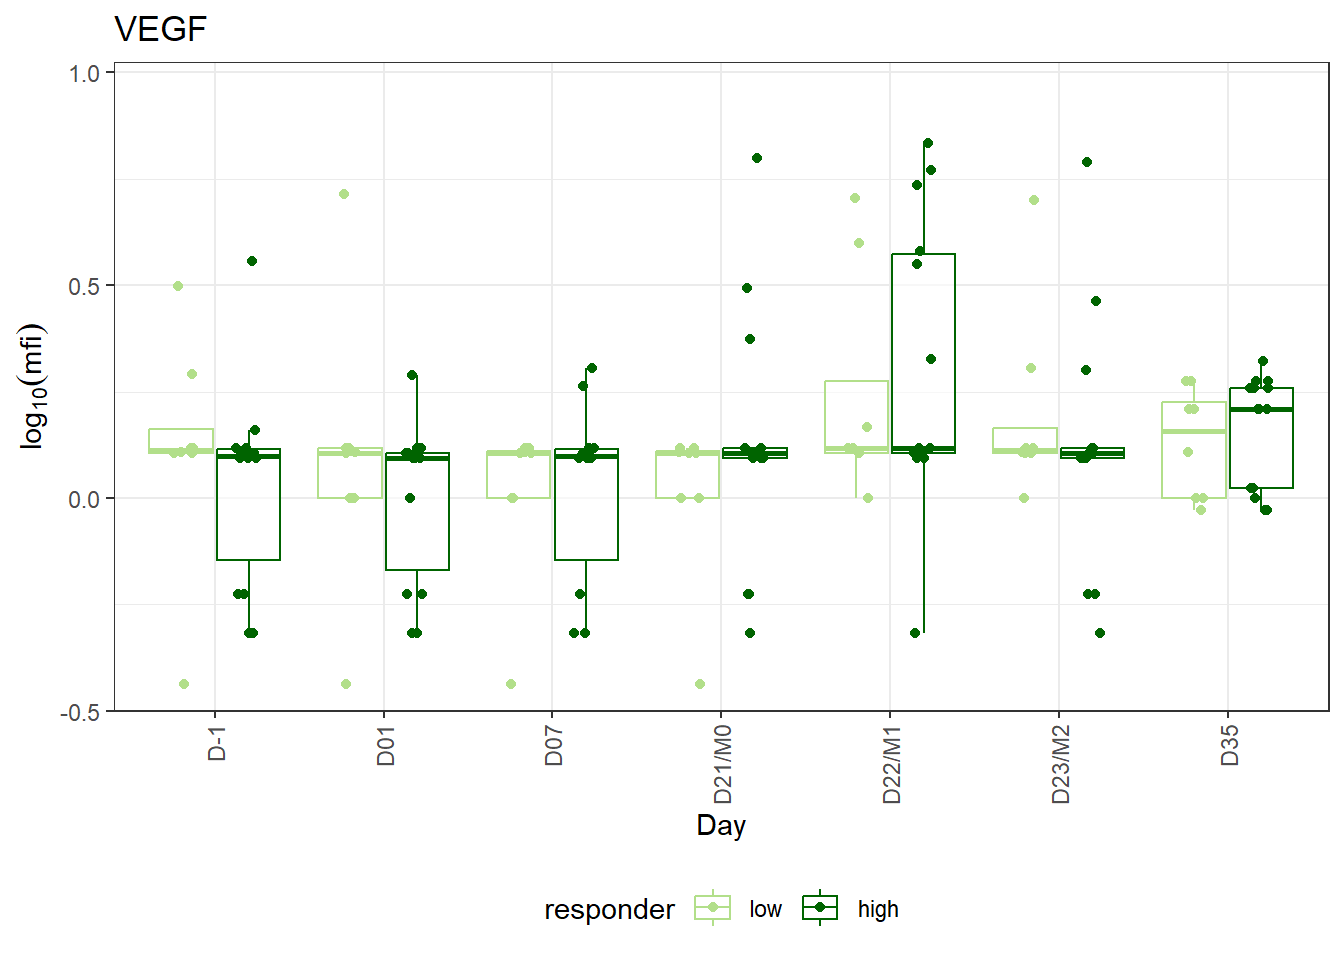 VEGF
1.0
0.5
0.0
-0.5
log10(mfi)
D-1
D01
D07
D21/M0
D22/M1
D23/M2
D35
Day
responder low high